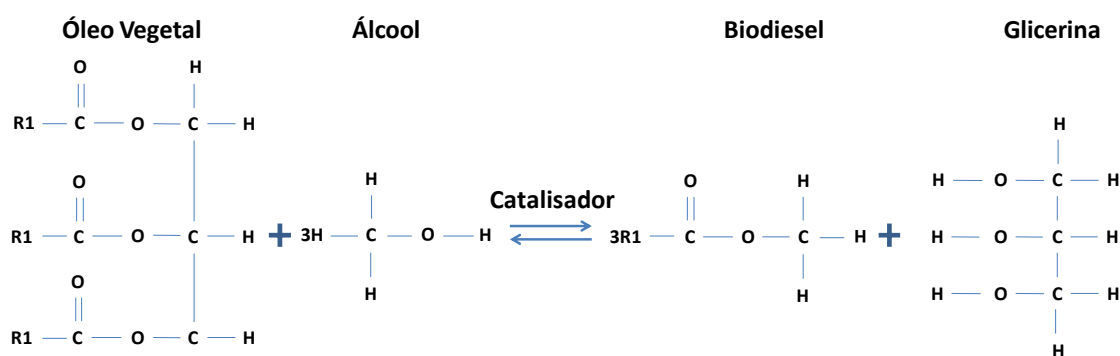 Óleo Vegetal Álcool Biodiesel Glicerina
O H
R1 C O C H H
O H H O H H O C H
R1 C O C H 3H C O H Catalisador 3R1 C O C H H O C H
O H H H O C H
R1 C O C H H
H